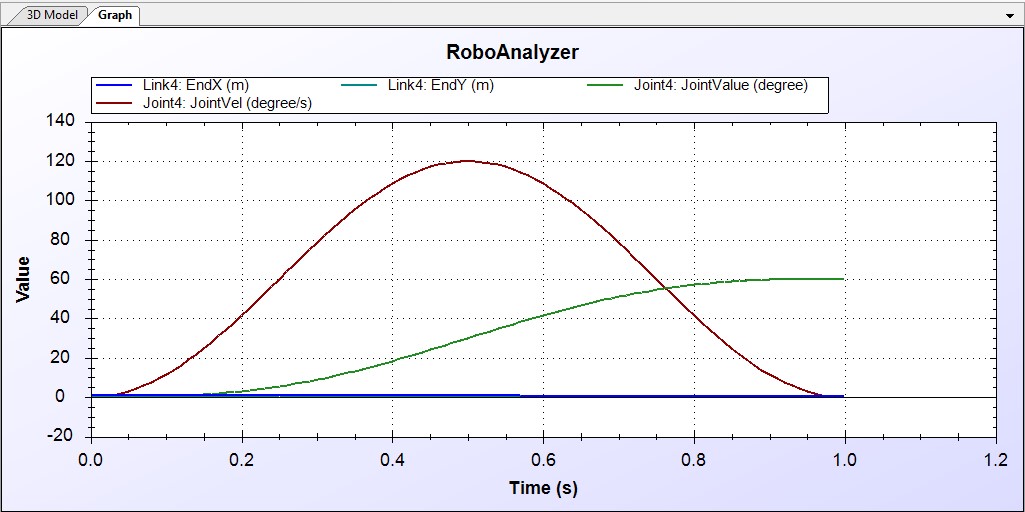 3D Model Graph
RoboAnalyzer
Link4: EndX (m) Link4: EndY (m) Joint4: JointValue (degree)
Joint4: JointVel (degree/s)
140
120
100
80
60
40
20
0
-20
Value
0.0 0.2 0.4 0.6 0.8 1.0 1.2
Time (s)